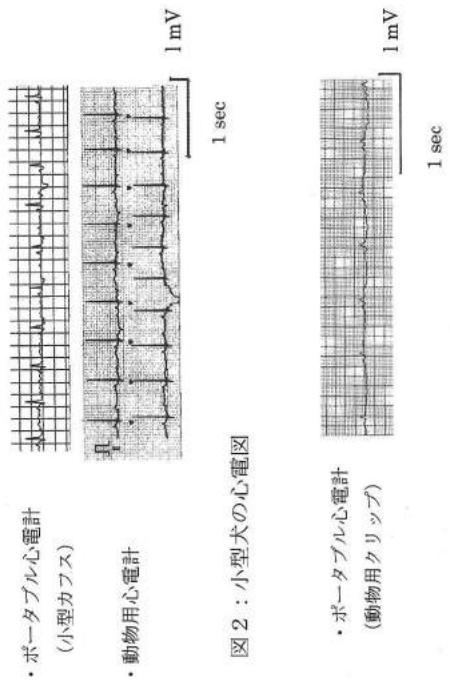 ・ポータブル心電計
(小型カフス)
・動物用心電計
1 mV
1 sec
図2：小型犬の心電図
・ポータブル心電計
(動物用クリップ)
1 mV
1 sec